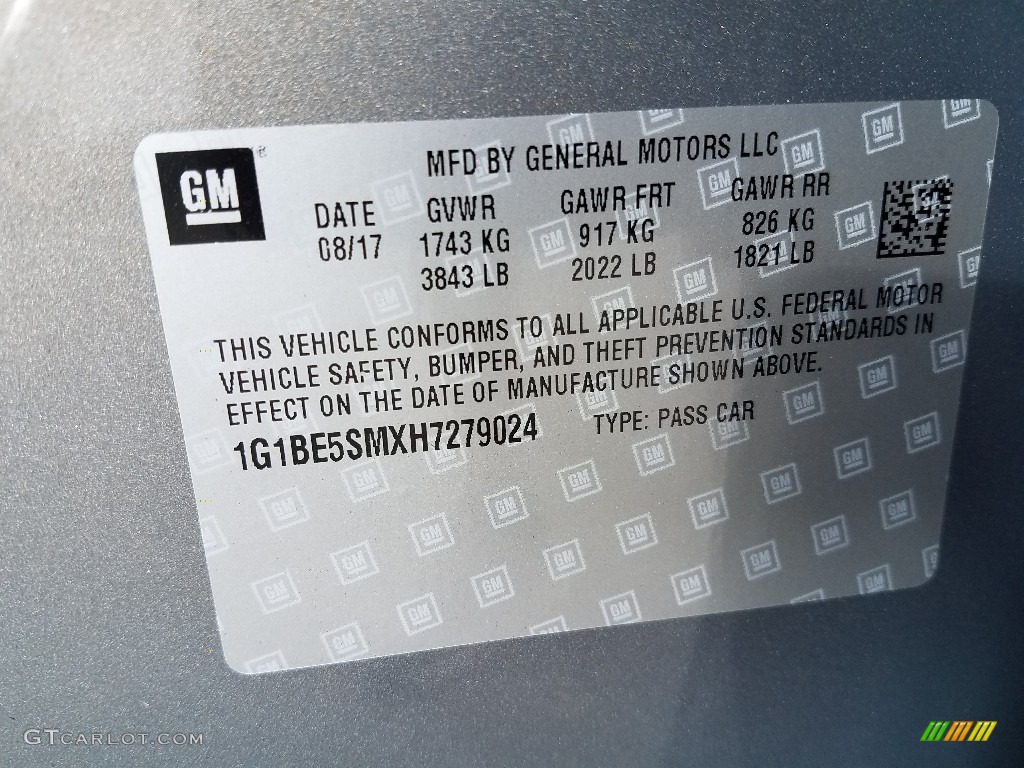 GM
MFD BY GENERAL MOTORS LLC
DATE GVWR GAWR FRT GAWR RR
08/17 1743 KG 917 KG 826 KG
3843 LB 2022 LB 1821 LB
THIS VEHICLE CONFORMS TO ALL APPLICABLE U.S. FEDERAL MOTOR
VEHICLE SAFETY, BUMPER, AND THEFT PREVENTION STANDARDS IN
EFFECT ON THE DATE OF MANUFACTURE SHOWN ABOVE.
1G1BE5SMXH7279024 TYPE: PASS CAR
GTCARLOT.COM